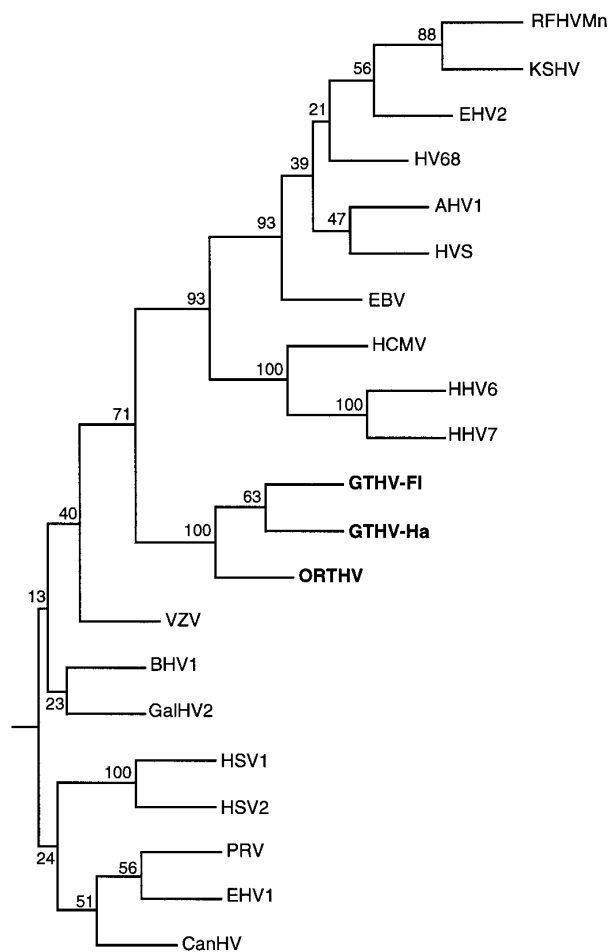 RFHVMn
88
KSHV
56
EHV2
21
HV68
39
AHV1
47
HVS
93
EBV
93
HCMV
100
HHV6
100
HHV7
71
GTHV-Fl
63
GTHV-Ha
100
ORTHV
40
VZV
13
BHV1
23
GalHV2
HSV1
100
HSV2
24
PRV
56
EHV1
51
CanHV